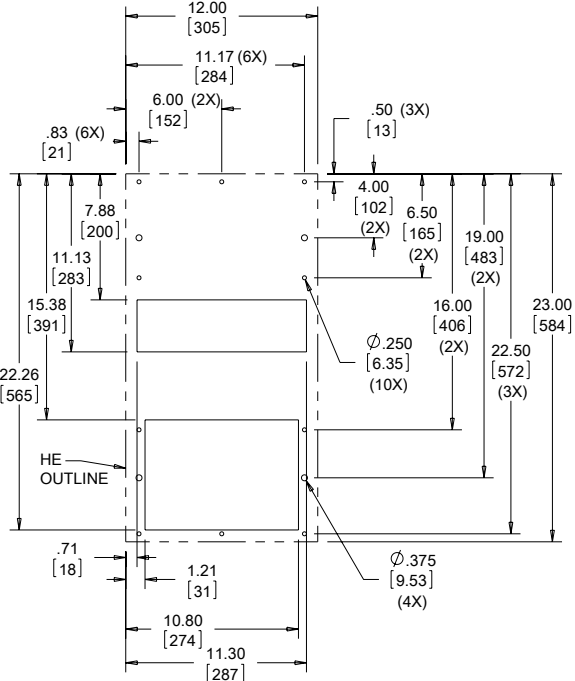 12.00
[305]
11.17 (6X)
[284]
6.00 (2X)
[152]
.83 (6X)
[21]
.50 (3X)
[13]
4.00
[102]
(2X)
6.50
[165]
(2X)
7.88
[200]
11.13
[283]
15.38
[391]
22.26
[565]
19.00
[483]
(2X)
16.00
[406]
(2X)
23.00
[584]
22.50
[572]
(3X)
Ø.250
[6.35]
(10X)
HE
OUTLINE
.71
[18]
1.21
[31]
Ø.375
[9.53]
(4X)
10.80
[274]
11.30
[287]